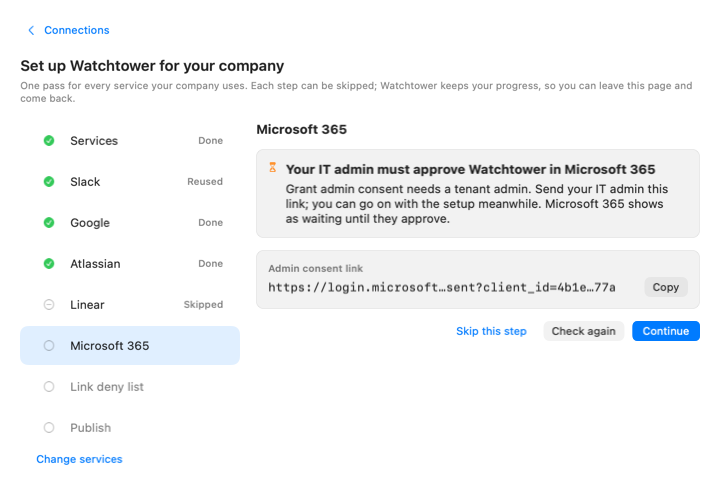 Connections
Set up Watchtower for your company
One pass for every service your company uses. Each step can be skipped; Watchtower keeps your progress, so you can leave this page and
come back.
Services Done
Slack Reused
Google Done
Atlassian Done
Linear Skipped
Microsoft 365
Link deny list
Publish
Change services
Microsoft 365
Your IT admin must approve Watchtower in Microsoft 365
Grant admin consent needs a tenant admin. Send your IT admin this
link; you can go on with the setup meanwhile. Microsoft 365 shows
as waiting until they approve.
Admin consent link
https://login.microsoft…sent?client_id=4b1e…77a Copy
Skip this step Check again Continue